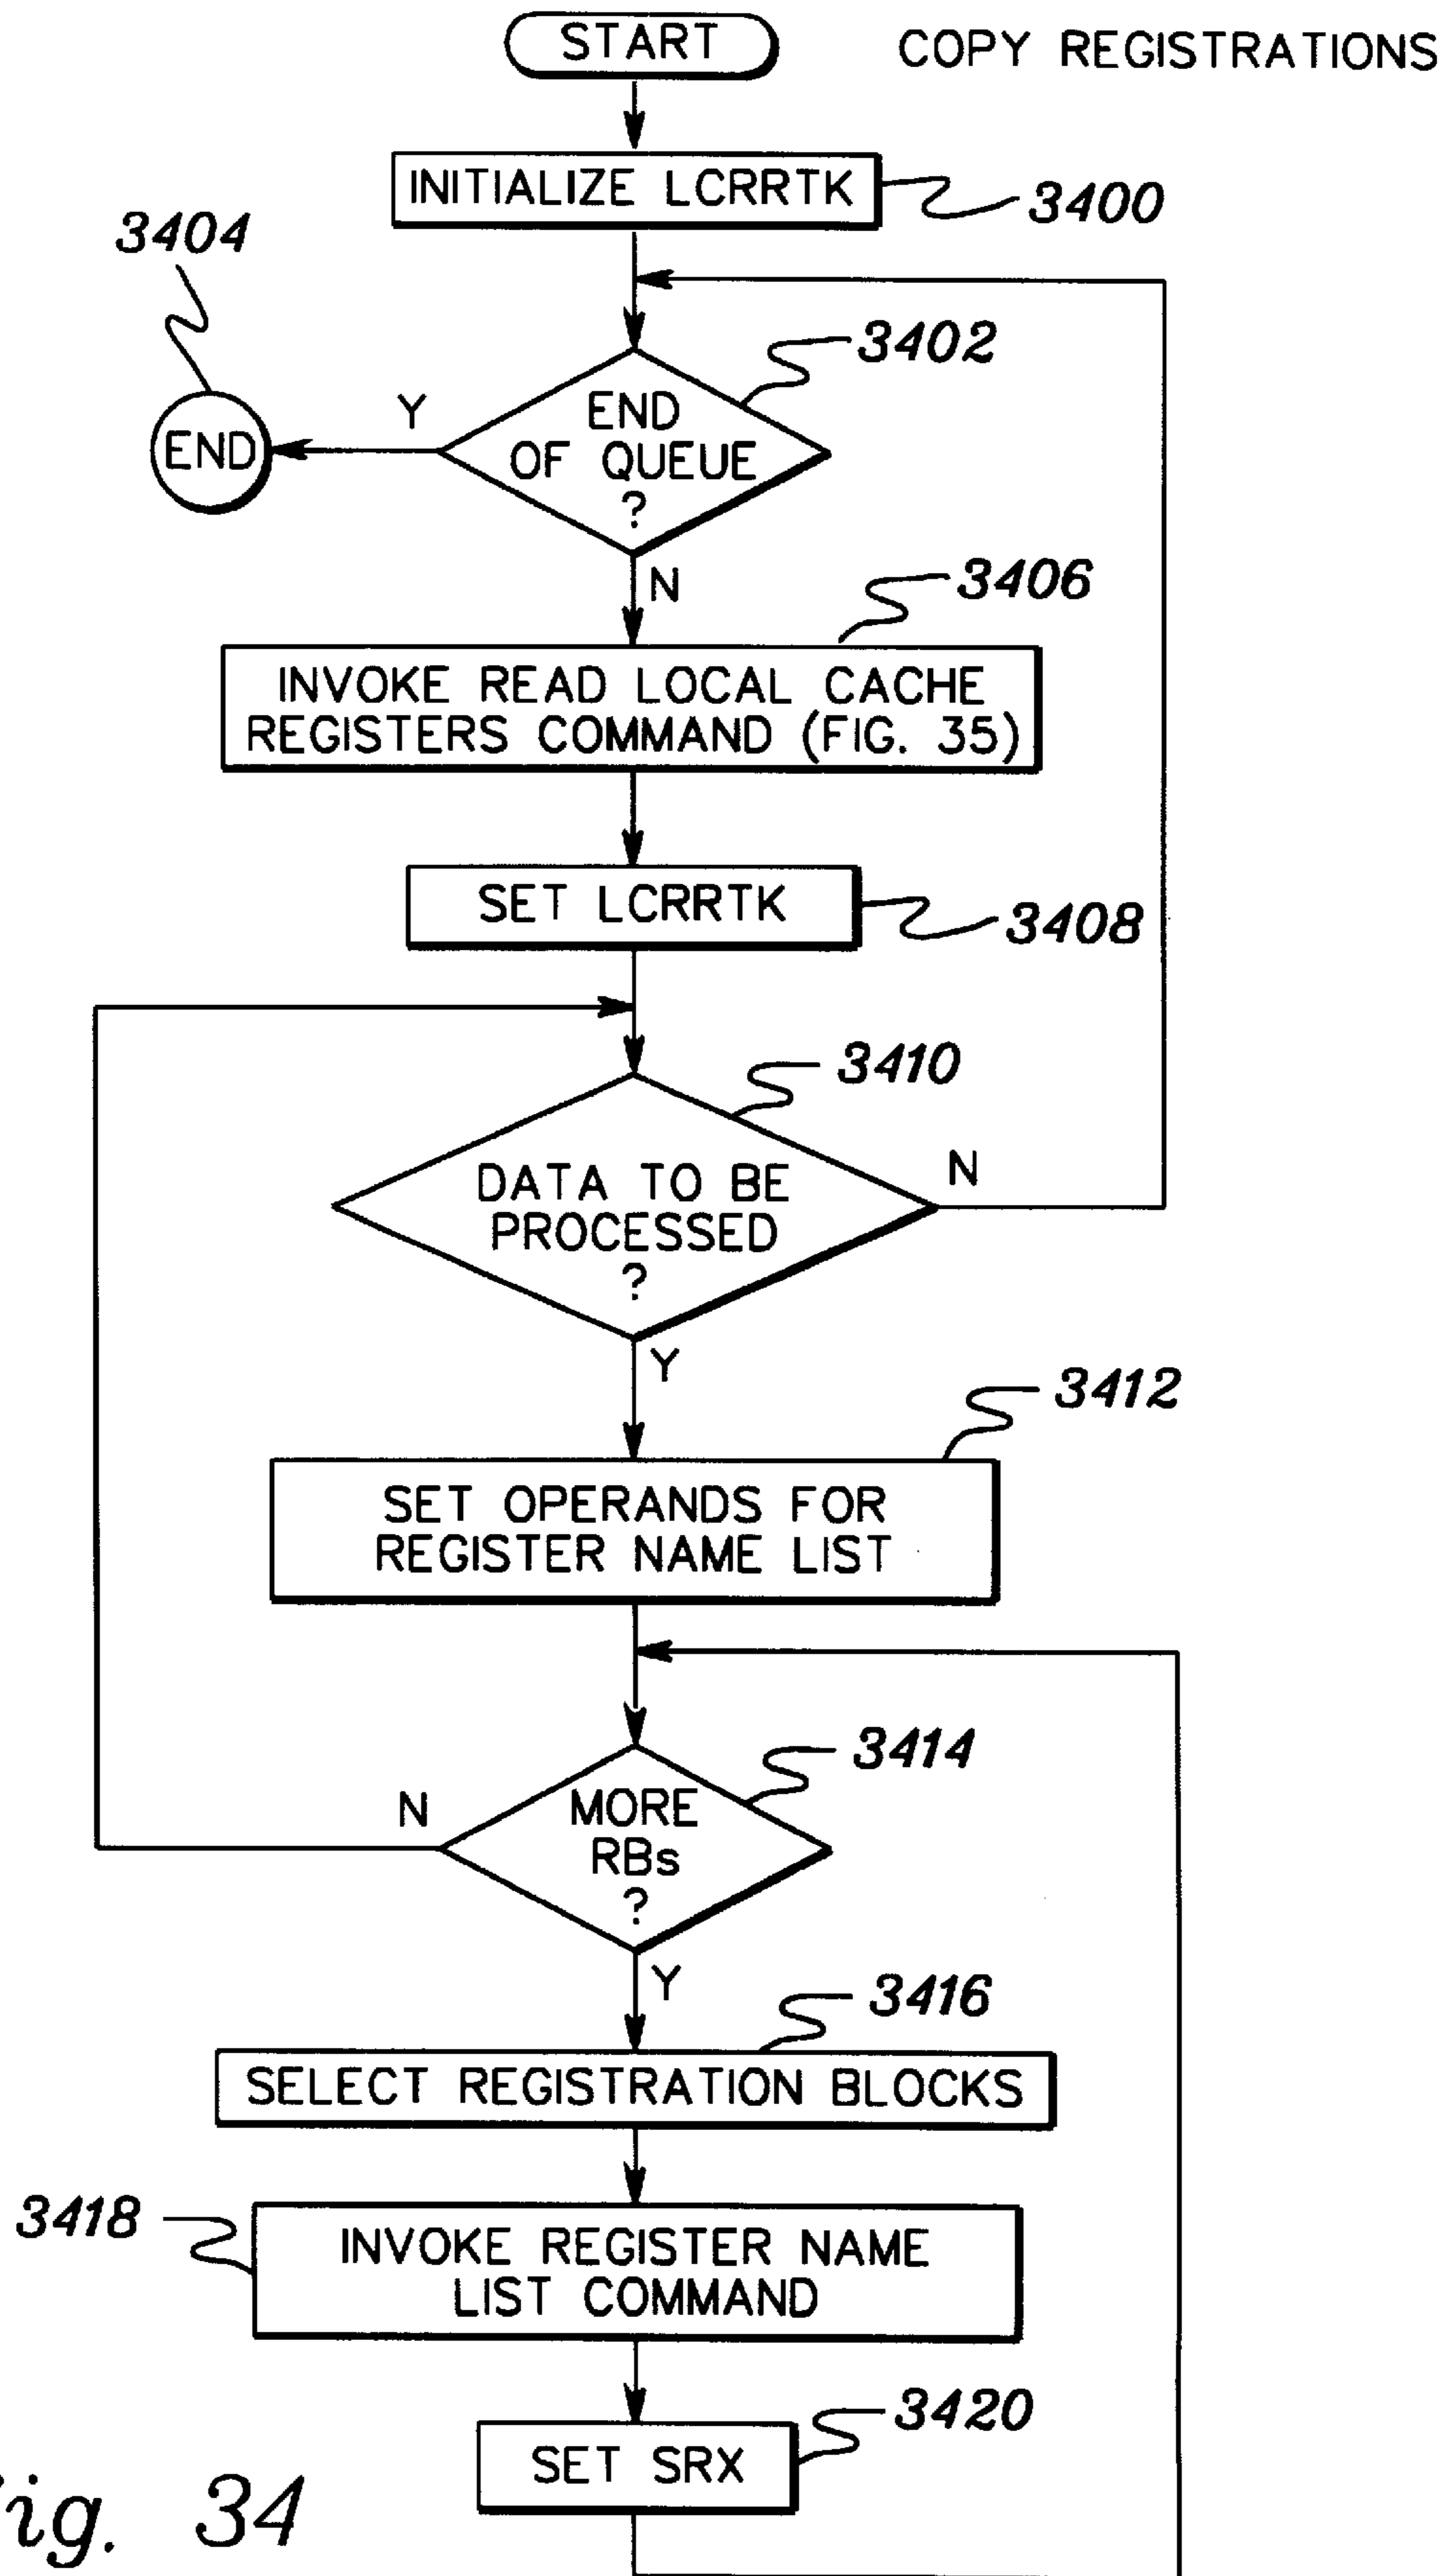 START
COPY REGISTRATIONS
INITIALIZE LCRRTK
3400
3404
3402
END
OF QUEUE
?
Y
END
N
3406
INVOKE READ LOCAL CACHE
REGISTERS COMMAND (FIG. 35)
SET LCRRTK
3408
3410
DATA TO BE
PROCESSED
?
N
Y
3412
SET OPERANDS FOR
REGISTER NAME LIST
3414
MORE
RBs
?
N
Y
3416
SELECT REGISTRATION BLOCKS
3418
INVOKE REGISTER NAME
LIST COMMAND
3420
SET SRX
ig. 34